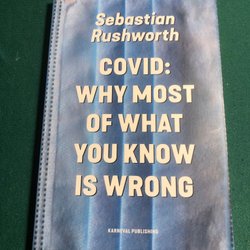 Sebastian
Rushworth
COVID:
WHY MOST
OF WHAT
YOU KNOW
IS WRONG
KARNEVAL PUBLISHING